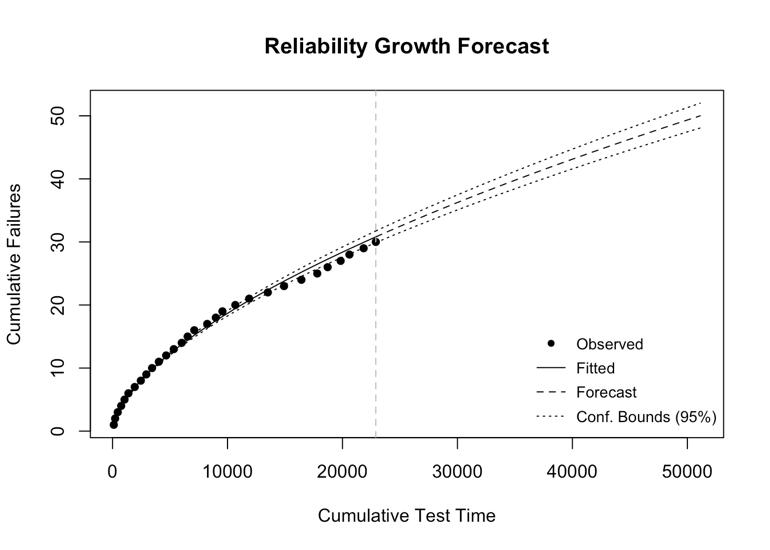 Reliability Growth Forecast
Cumulative Failures
50
40
30
20
10
0
Observed
Fitted
Forecast
Conf. Bounds (95%)
0 10000 20000 30000 40000 50000
Cumulative Test Time